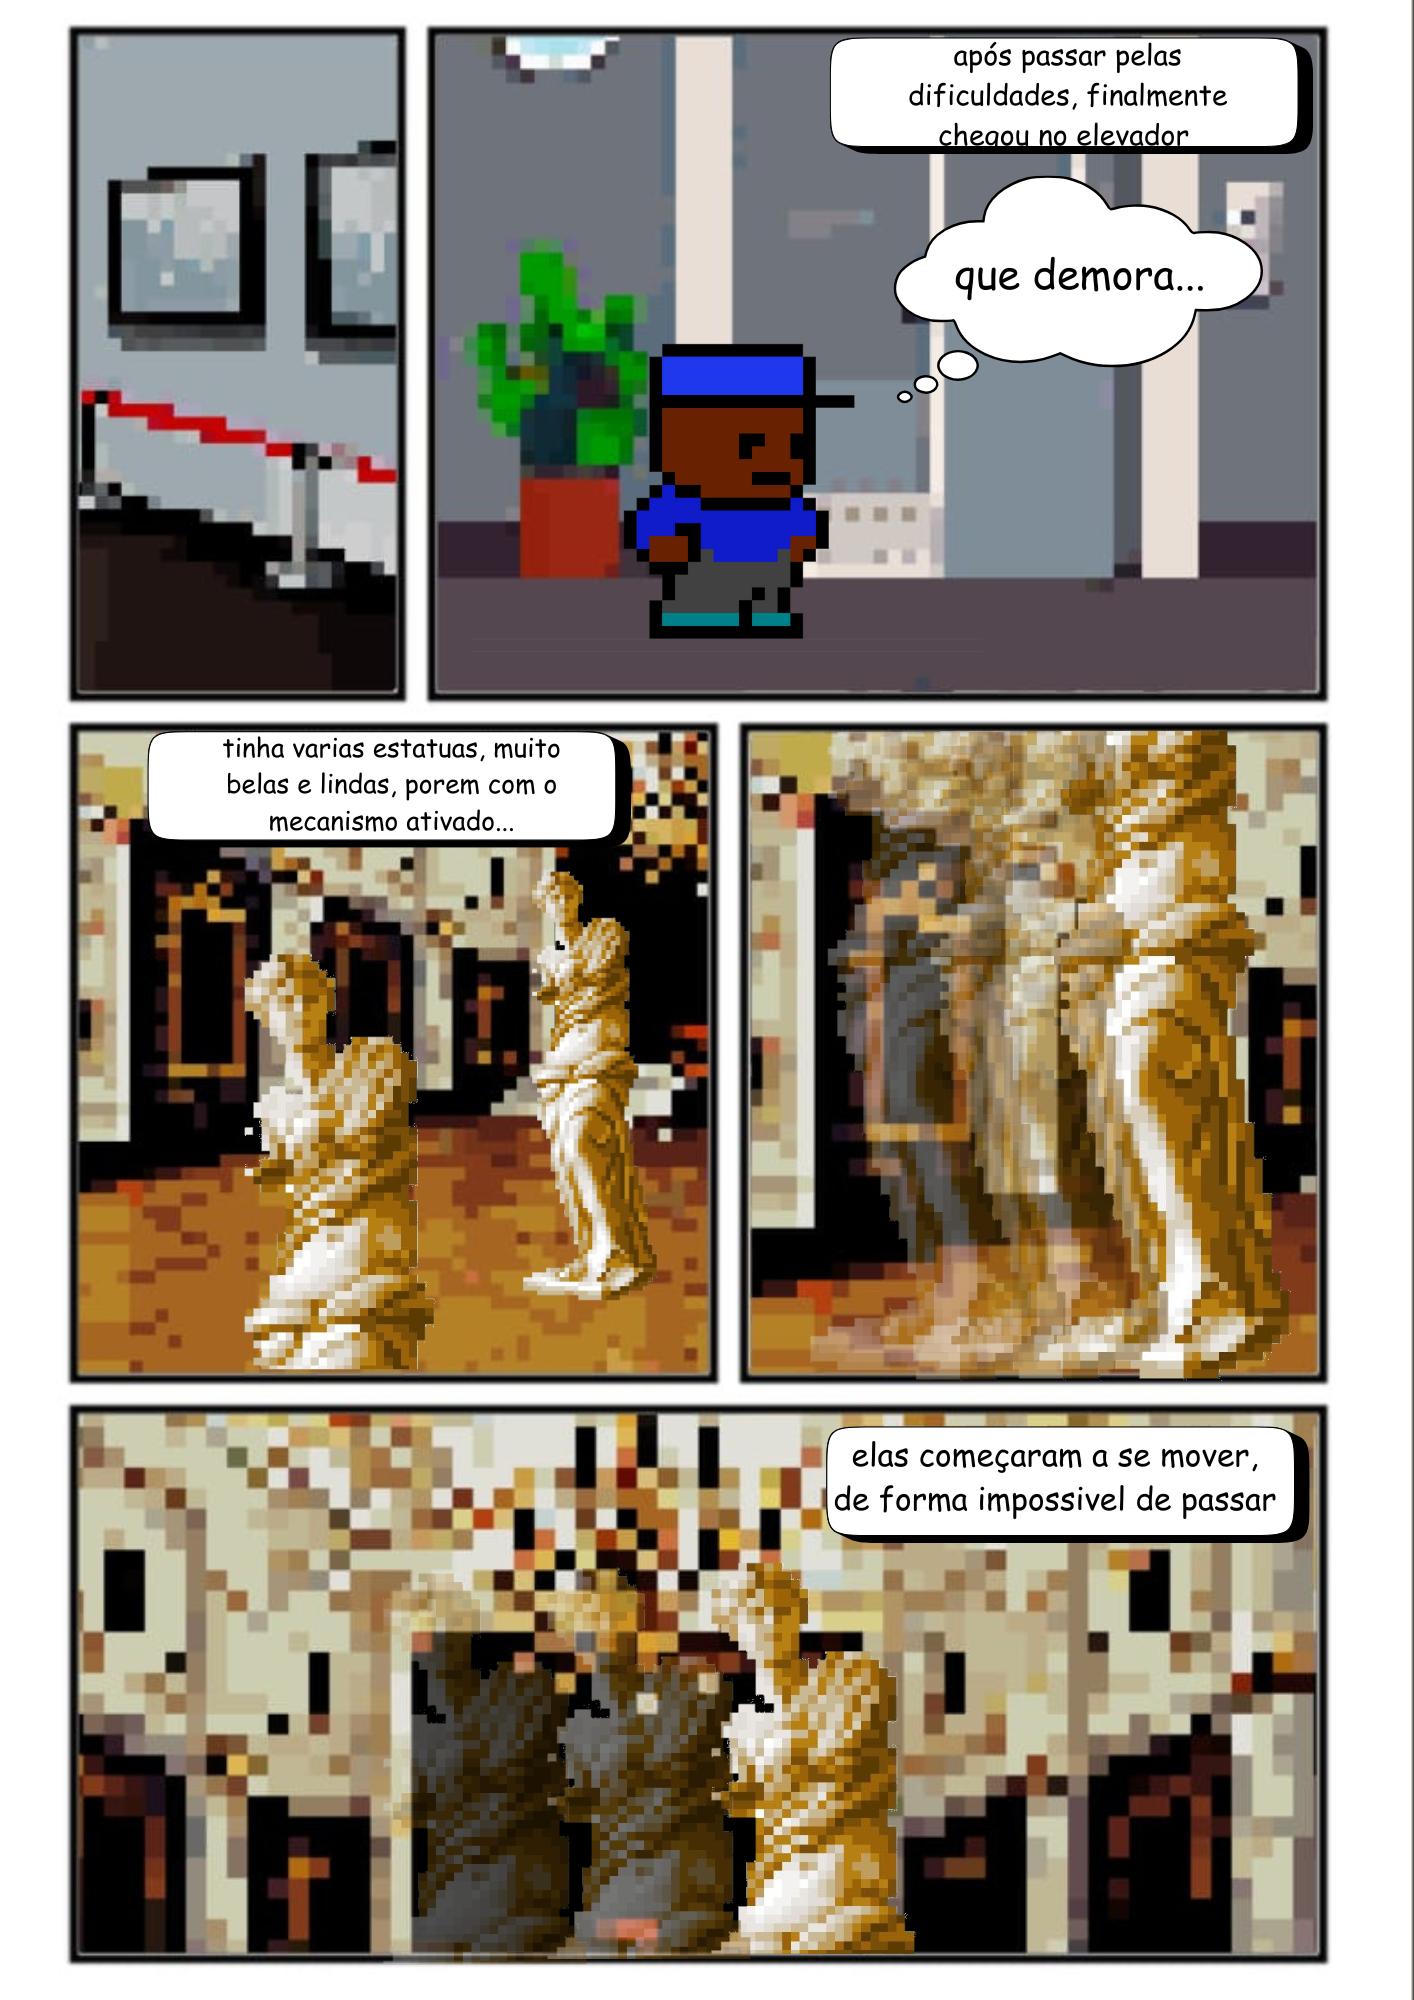 após passar pelas
dificuldades, finalmente
chegou no elevador
que demora...
tinha varias estatuas, muito
belas e lindas, porem com o
mecanismo ativado...
elas começaram a se mover,
de forma impossivel de passar